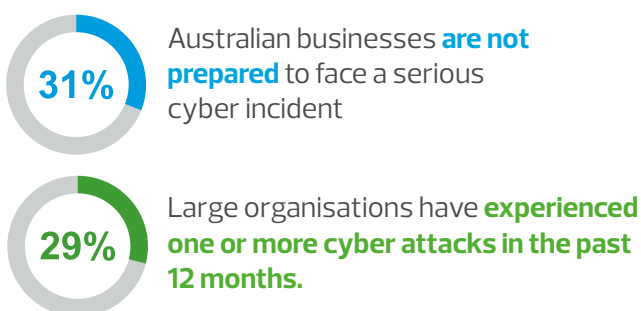 31%
Australian businesses are not
prepared to face a serious
cyber incident
29%
Large organisations have experienced
one or more cyber attacks in the past
12 months.